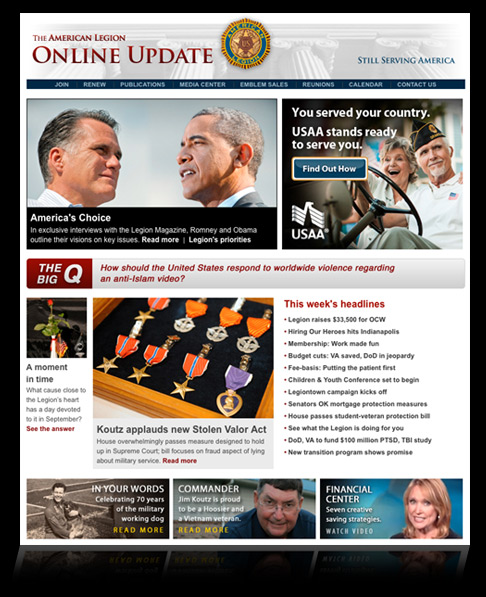 THE AMERICAN LEGION
ONLINE UPDATE
AMERICAN
US
LEGION
STILL SERVING AMERICA
JOIN | RENEW | PUBLICATIONS | MEDIA CENTER | EMBLEM SALES | REUNIONS | CALENDAR | CONTACT US
America's Choice
In exclusive interviews with the Legion Magazine, Romney and Obama
outline their visions on key issues. Read more | Legion's priorities
You served your country.
USAA stands ready
to serve you.
Find Out How
USAA®
THE
BIG Q
How should the United States respond to worldwide violence regarding
an anti-Islam video?
A moment
in time
What cause close to
the Legion's heart
has a day devoted
to it in September?
See the answer
Koutz applauds new Stolen Valor Act
House overwhelmingly passes measure designed to hold
up in Supreme Court; bill focuses on fraud aspect of lying
about military service. Read more
This week's headlines
• Legion raises $33,500 for OCW
• Hiring Our Heroes hits Indianapolis
• Membership: Work made fun
• Budget cuts: VA saved, DoD in jeopardy
• Fee-basis: Putting the patient first
• Children & Youth Conference set to begin
• Legiontown campaign kicks off
• Senators OK mortgage protection measures
• House passes student-veteran protection bill
• See what the Legion is doing for you
• DoD, VA to fund $100 million PTSD, TBI study
• New transition program shows promise
IN YOUR WORDS
Celebrating 70 years
of the military
working dog
READ MORE
COMMANDER
Jim Koutz is proud
to be a Hoosier and
a Vietnam veteran.
READ MORE
FINANCIAL
CENTER
Seven creative
saving strategies.
WATCH VIDEO